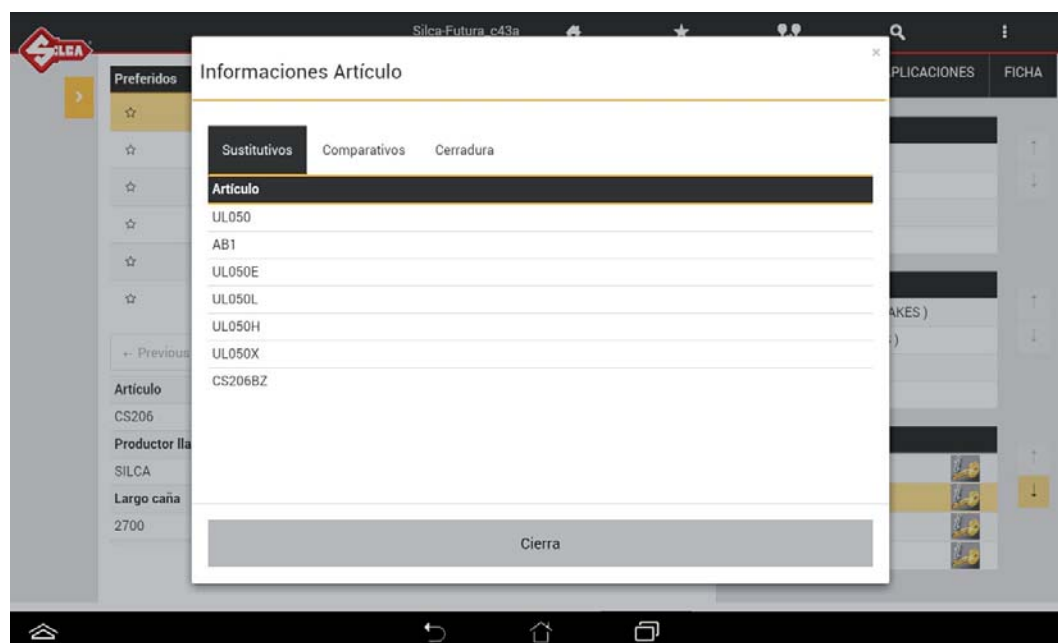 SILCA
Silca-Futura_c43a
PLICACIONES
FICHA
Informaciones Artículo
×
Sustitutivos
Comparativos
Cerradura
Artículo
UL050
AB1
UL050E
UL050L
UL050H
UL050X
CS206BZ
Cierra
Preferidos
← Previous
Artículo
CS206
Productor lla
SILCA
Largo caña
2700
AKES )
)